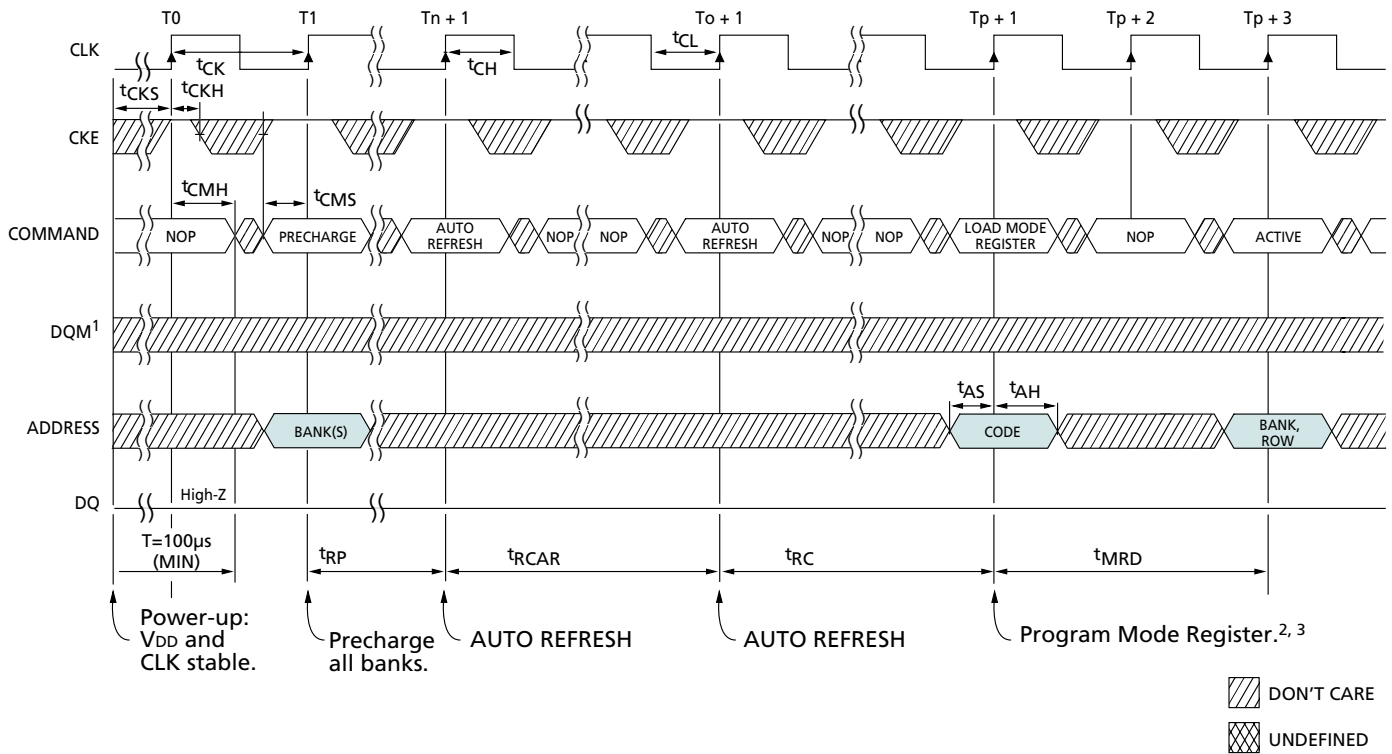 T0 T1 Tn + 1 To + 1 Tp + 1 Tp + 2 Tp + 3
CLK
tCK tCH tCL
tCKS tCKH
CKE
tCMH tCMS
COMMAND NOP PRECHARGE AUTO REFRESH NOP NOP AUTO REFRESH NOP NOP LOAD MODE REGISTER NOP ACTIVE
DQM1
tAS tAH
ADDRESS BANK(S) CODE BANK, ROW
DQ High-Z
T=100µs
(MIN)
tRP tRCAR tRC tMRD
Power-up:
VDD and
CLK stable.
Precharge
all banks.
AUTO REFRESH
AUTO REFRESH
Program Mode Register.2, 3
DON'T CARE
UNDEFINED